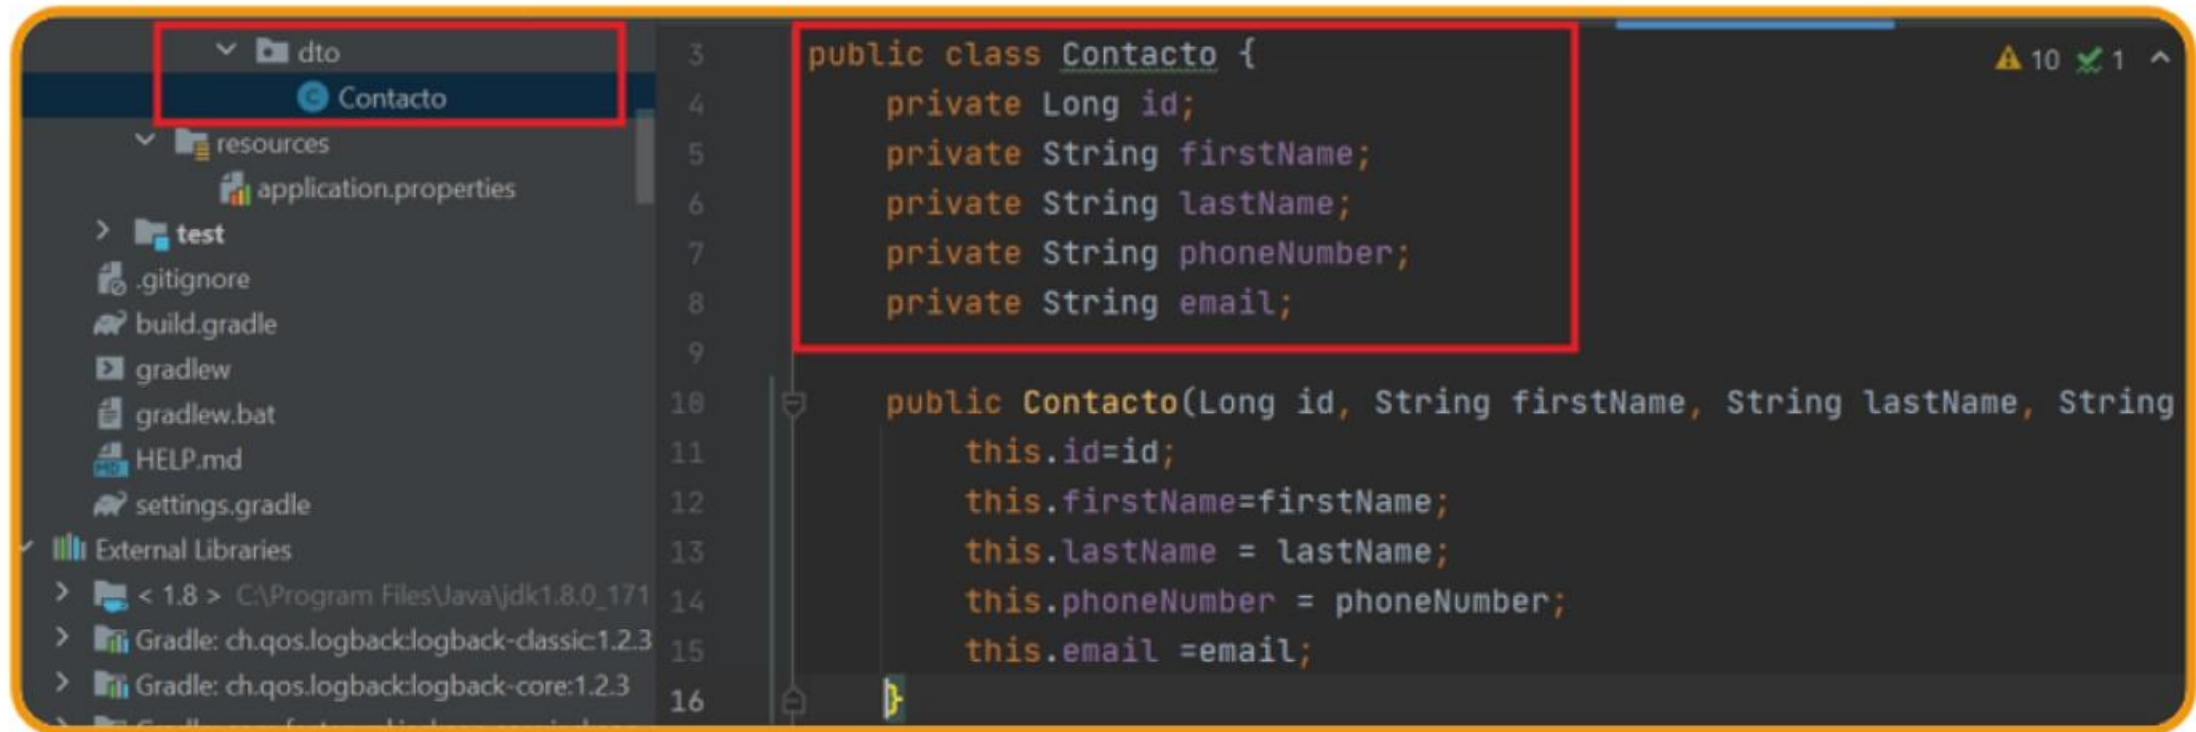 dto
Contacto
resources
application.properties
test
.gitignore
build.gradle
gradlew
gradlew.bat
HELP.md
settings.gradle
External Libraries
< 1.8 > C:\Program Files\Java\jdk1.8.0_171
Gradle: ch.qos.logback:logback-classic:1.2.3
Gradle: ch.qos.logback:logback-core:1.2.3
3 public class Contacto {
4 private Long id;
5 private String firstName;
6 private String lastName;
7 private String phoneNumber;
8 private String email;
9
10 public Contacto(Long id, String firstName, String lastName, String
11 this.id=id;
12 this.firstName=firstName;
13 this.lastName = lastName;
14 this.phoneNumber = phoneNumber;
15 this.email =email;
16 }
10 1